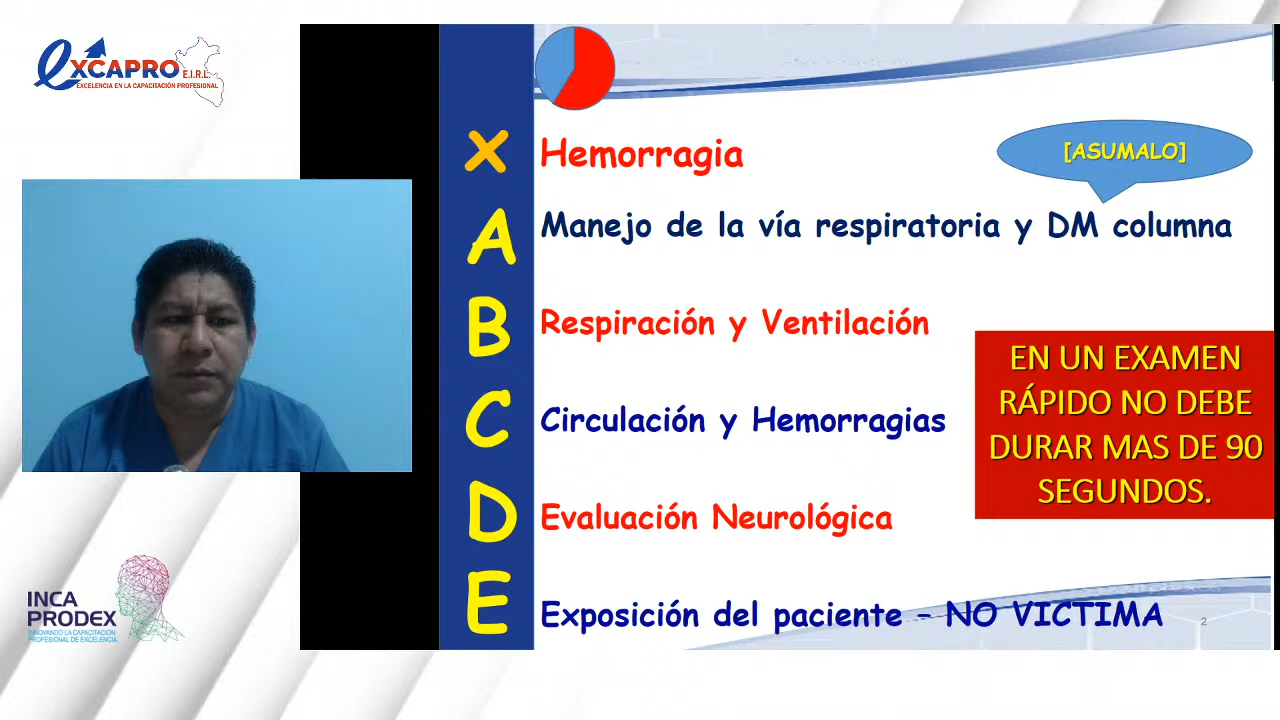 excapro E.I.R.L.
EXCELENCIA EN LA CAPACITACIÓN PROFESIONAL
X Hemorragia
[ASUMALO]
A Manejo de la vía respiratoria y DM columna
B Respiración y Ventilación
EN UN EXAMEN
RÁPIDO NO DEBE
DURAR MAS DE 90
SEGUNDOS.
C Circulación y Hemorragias
D Evaluación Neurológica
E Exposición del paciente – NO VICTIMA
2
INCA
PRODEX
INNOVANDO LA CAPACITACIÓN
PROFESIONAL DE EXCELENCIA